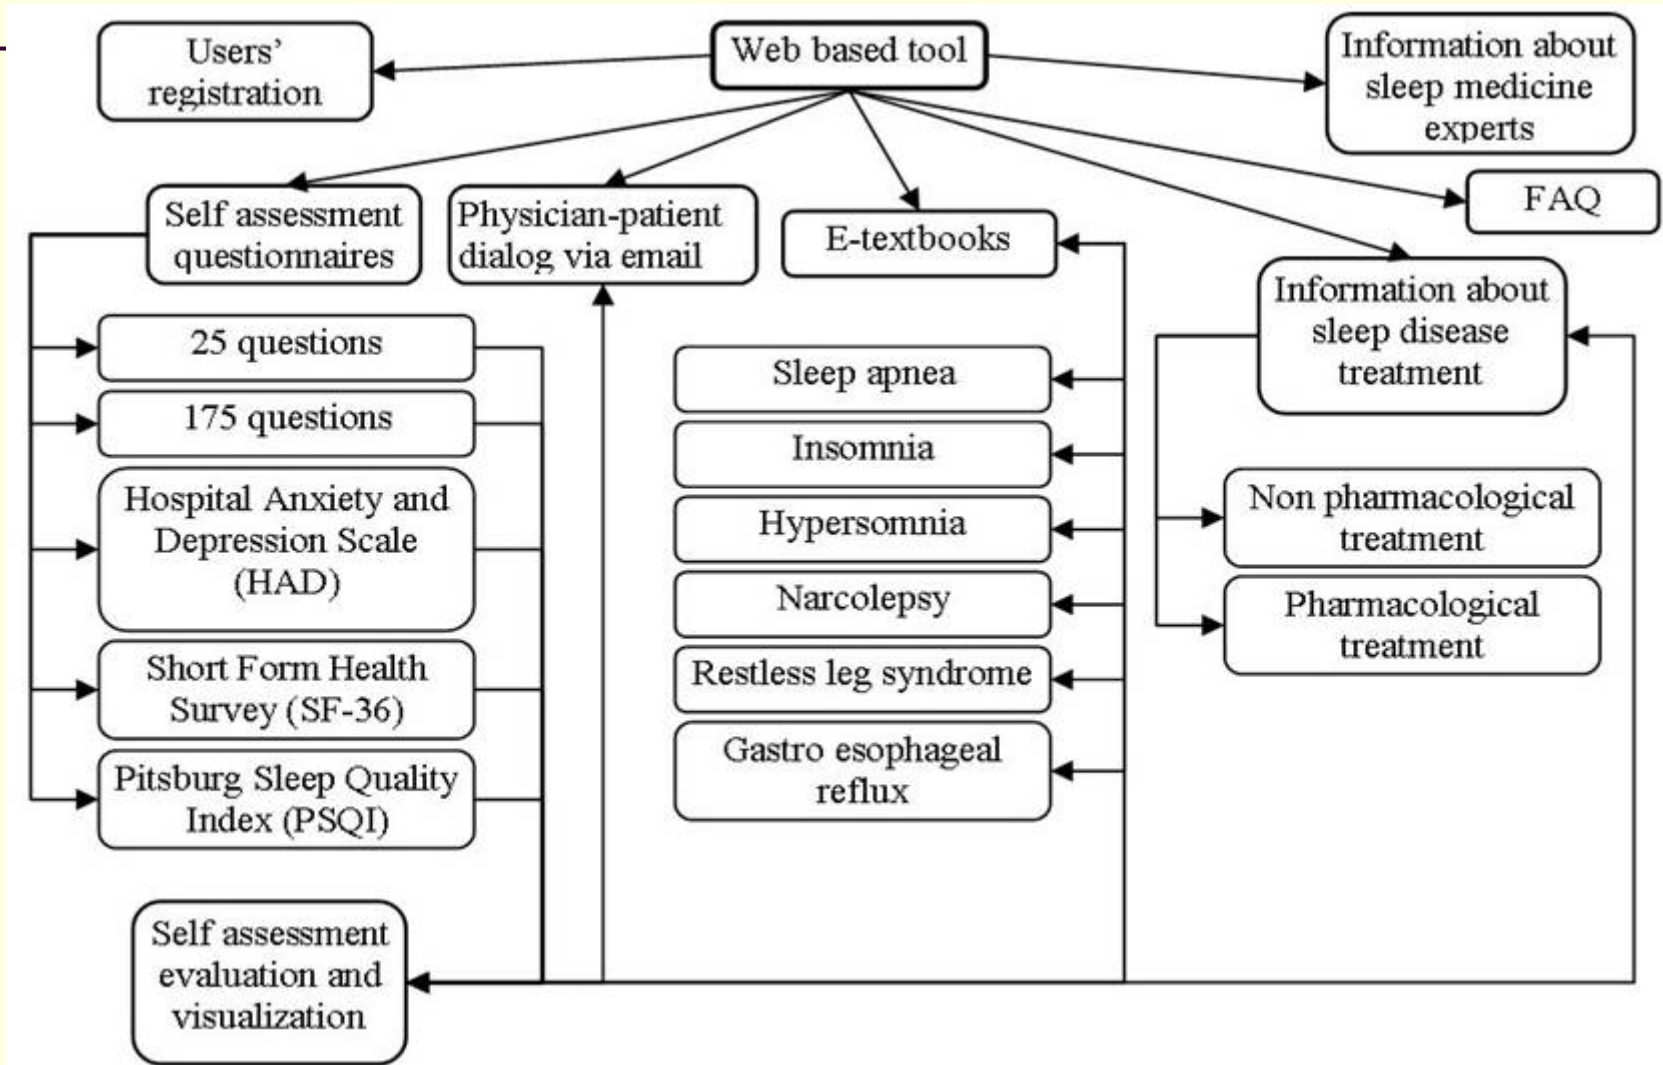 Users’
registration
Web based tool
Information about
sleep medicine
experts
Self assessment
questionnaires
Physician-patient
dialog via email
E-textbooks
FAQ
Information about
sleep disease
treatment
25 questions
175 questions
Hospital Anxiety and
Depression Scale
(HAD)
Short Form Health
Survey (SF-36)
Pitsburg Sleep Quality
Index (PSQI)
Sleep apnea
Insomnia
Hypersomnia
Narcolepsy
Restless leg syndrome
Gastro esophageal
reflux
Non pharmacological
treatment
Pharmacological
treatment
Self assessment
evaluation and
visualization